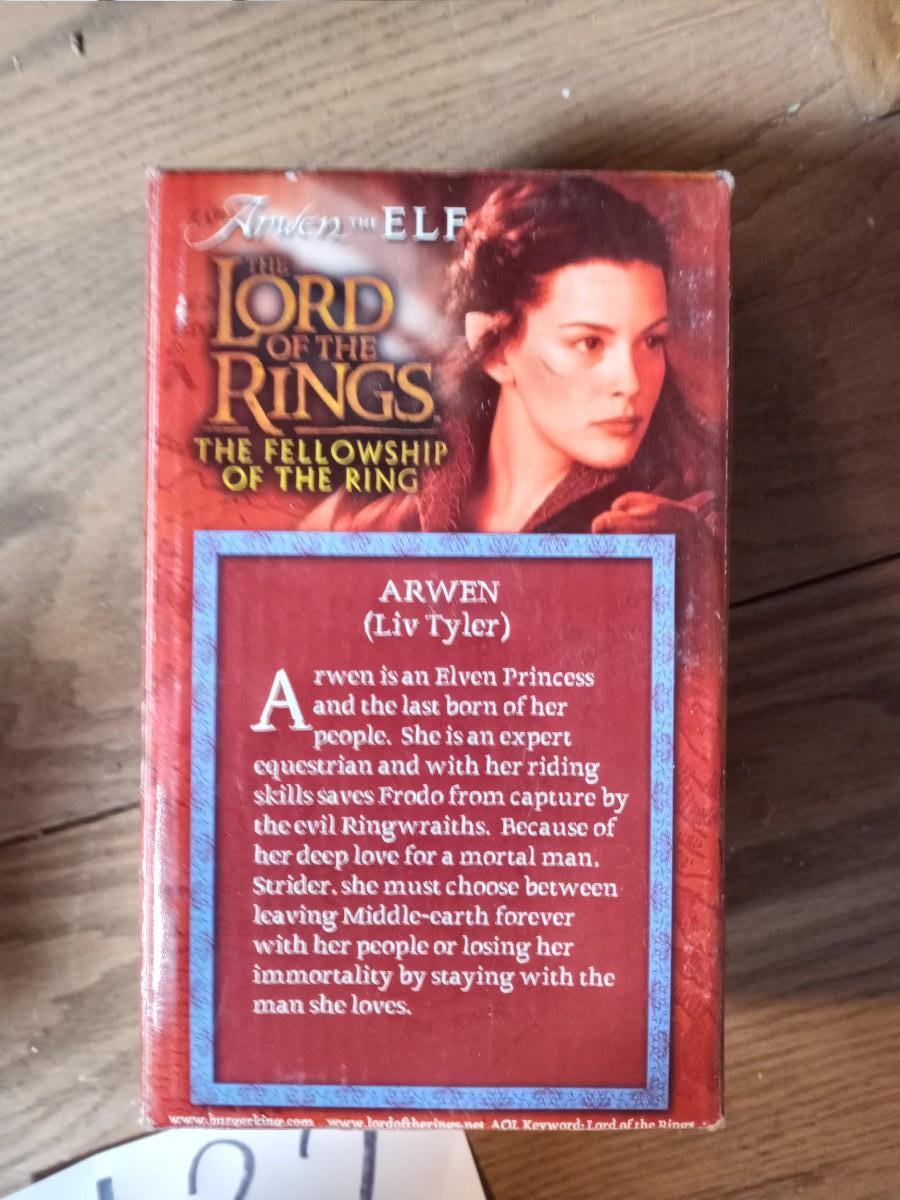 Arwen THE ELF
THE
LORD
OF THE
RINGS
THE FELLOWSHIP
OF THE RING
ARWEN
(Liv Tyler)
Arwen is an Elven Princess
and the last born of her
people. She is an expert
equestrian and with her riding
skills saves Frodo from capture by
the evil Ringwraiths. Because of
her deep love for a mortal man,
Strider, she must choose between
leaving Middle-earth forever
with her people or losing her
immortality by staying with the
man she loves.
www.burgerking.com www.lordoftherings.net AOL Keyword: Lord of the Rings
127